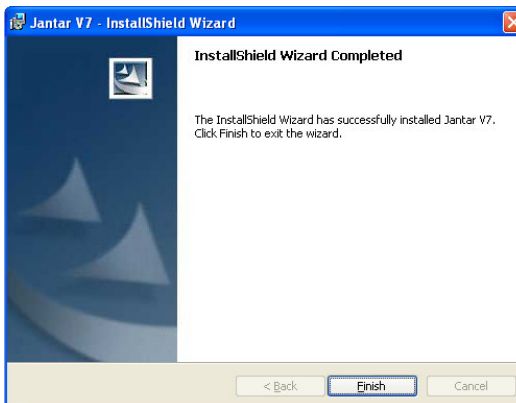 Jantar V7 - InstallShield Wizard
InstallShield Wizard Completed
The InstallShield Wizard has successfully installed Jantar V7.
Click Finish to exit the wizard.
< Back
Finish
Cancel